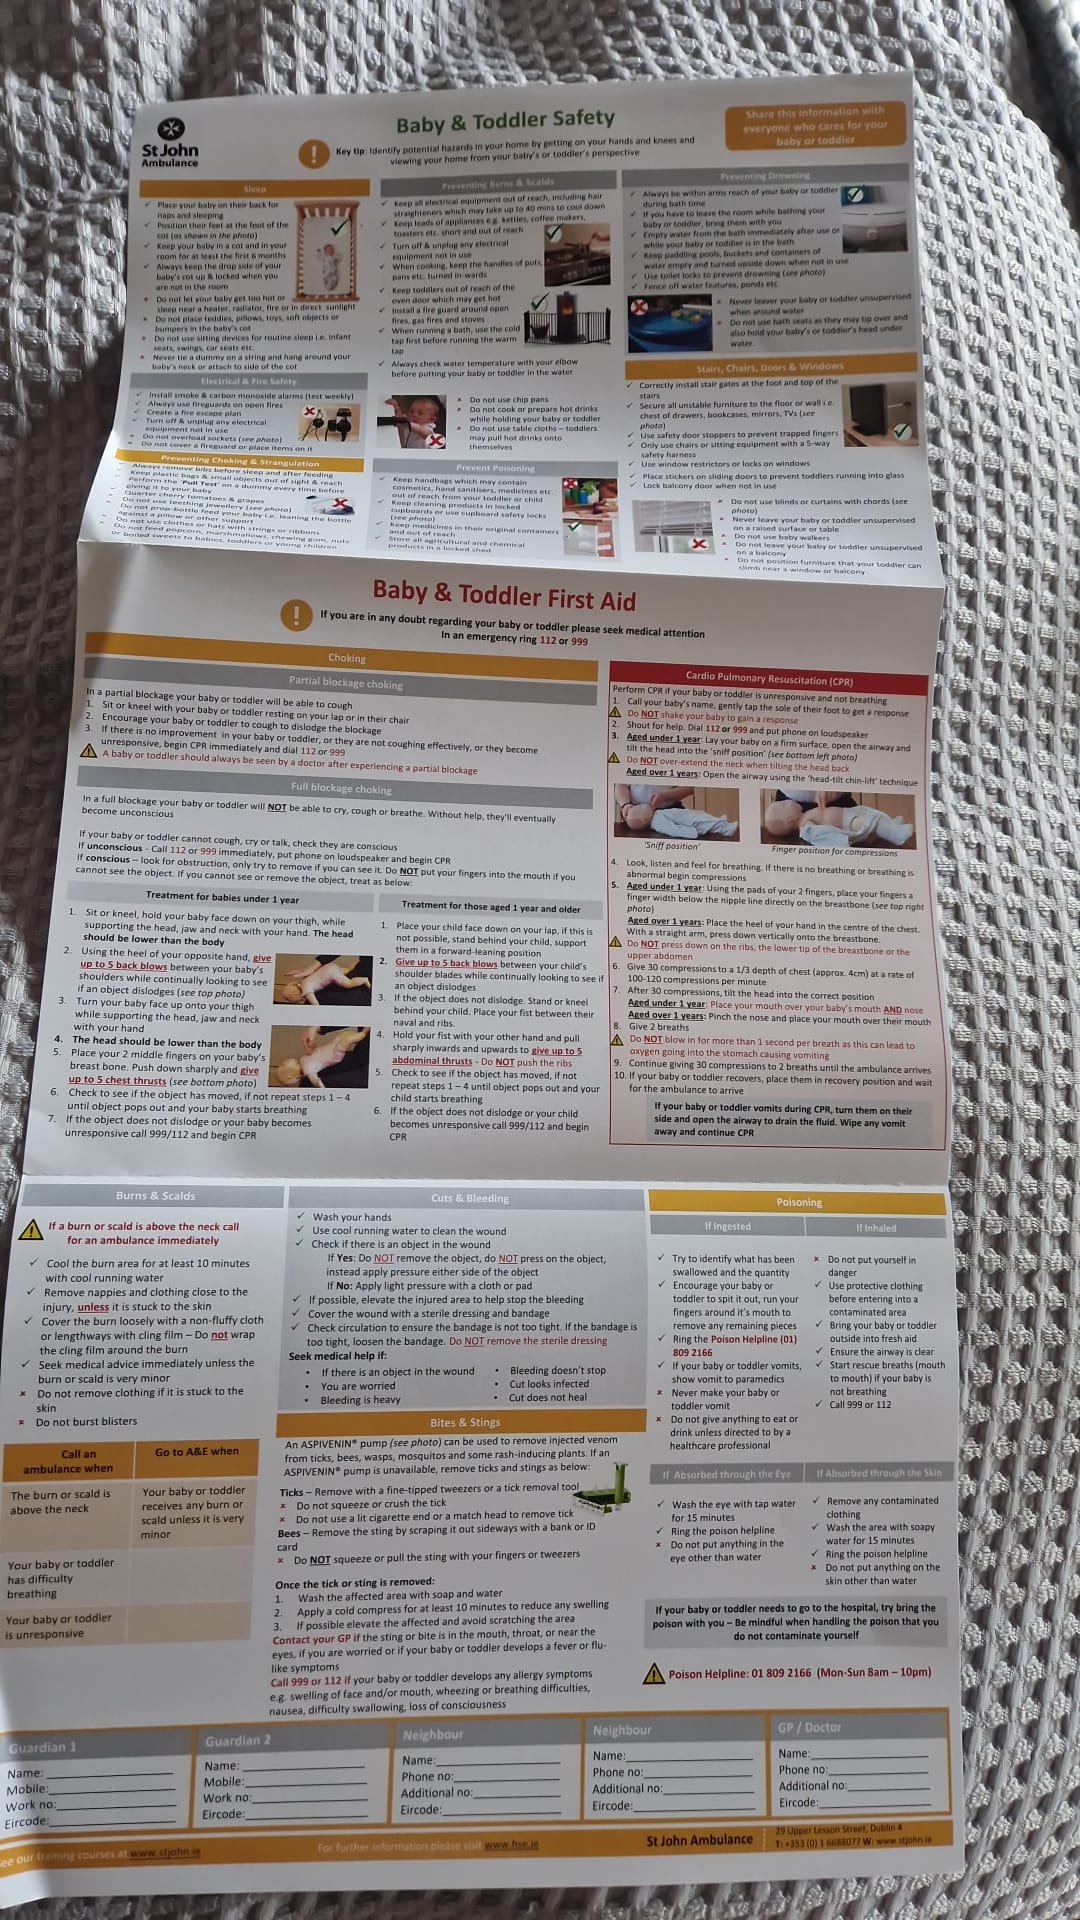 St John
Ambulance
Baby & Toddler Safety
Key tip: Identify potential hazards in your home by getting on your hands and knees and
viewing your home from your baby's or toddler's perspective
Share this information with
everyone who cares for your
baby or toddler
Sleep
✓ Place your baby on their back for
naps and sleeping
✓ Position their feet at the foot of the
cot (as shown in the photo)
✓ Keep your baby in a cot and in your
room for at least the first 6 months
✓ Always keep the drop side of your
baby's cot up & locked when you
are not in the room
× Do not let your baby get too hot or
sleep near a heater, radiator, fire or in direct sunlight
× Do not place teddies, pillows, toys, soft objects or
bumpers in the baby's cot
× Do not use sitting devices for routine sleep i.e. infant
seats, swings, car seats etc.
× Never tie a dummy on a string and hang around your
baby's neck or attach to side of the cot
Electrical & Fire Safety
✓ Install smoke & carbon monoxide alarms (test weekly)
✓ Always use fireguards on open fires
✓ Create a fire escape plan
✓ Turn off & unplug any electrical
equipment not in use
× Do not overload sockets (see photo)
× Do not cover a fireguard or place items on it
Preventing Choking & Strangulation
✓ Always remove bibs before sleep and after feeding
✓ Keep plastic bags & small objects out of sight & reach
✓ Perform the 'Pull Test' on a dummy every time before
giving it to your baby
✓ Quarter cherry tomatoes & grapes
× Do not use teething jewellery (see photo)
× Do not prop-bottle feed your baby i.e. leaning the bottle
against a pillow or other support
× Do not use clothes or hats with strings or ribbons
× Do not feed popcorn, marshmallows, chewing gum, nuts
or boiled sweets to babies, toddlers or young children
Preventing Burns & Scalds
✓ Keep all electrical equipment out of reach, including hair
straighteners which may take up to 40 mins to cool down
✓ Keep leads of appliances e.g. kettles, coffee makers,
toasters etc. short and out of reach
✓ Turn off & unplug any electrical
equipment not in use
✓ When cooking, keep the handles of pots,
pans etc. turned in-wards
✓ Keep toddlers out of reach of the
oven door which may get hot
✓ Install a fire guard around open
fires, gas fires and stoves
✓ When running a bath, use the cold
tap first before running the warm
tap
✓ Always check water temperature with your elbow
before putting your baby or toddler in the water
× Do not use chip pans
× Do not cook or prepare hot drinks
while holding your baby or toddler
× Do not use table cloths – toddlers
may pull hot drinks onto
themselves
Prevent Poisoning
✓ Keep handbags which may contain
cosmetics, hand sanitisers, medicines etc.
out of reach from your toddler or child
✓ Keep cleaning products in locked
cupboards or use cupboard safety locks
(see photo)
✓ Keep medicines in their original containers
and out of reach
✓ Store all agricultural and chemical
products in a locked shed
Preventing Drowning
✓ Always be within arms reach of your baby or toddler
during bath time
✓ If you have to leave the room while bathing your
baby or toddler, bring them with you
✓ Empty water from the bath immediately after use or
while your baby or toddler is in the bath
✓ Keep paddling pools, buckets and containers of
water empty and turned upside down when not in use
✓ Use toilet locks to prevent drowning (see photo)
✓ Fence off water features, ponds etc.
× Never leave your baby or toddler unsupervised
when around water
× Do not use bath seats as they may tip over and
also hold your baby's or toddler's head under
water.
Stairs, Chairs, Doors & Windows
✓ Correctly install stair gates at the foot and top of the
stairs
✓ Secure all unstable furniture to the floor or wall i.e.
chest of drawers, bookcases, mirrors, TVs (see
photo)
✓ Use safety door stoppers to prevent trapped fingers
✓ Only use chairs or sitting equipment with a 5-way
safety harness
✓ Use window restrictors or locks on windows
✓ Place stickers on sliding doors to prevent toddlers running into glass
✓ Lock balcony door when not in use
× Do not use blinds or curtains with chords (see
photo)
× Never leave your baby or toddler unsupervised
on a raised surface or table
× Do not use baby walkers
× Do not leave your baby or toddler unsupervised
on a balcony
× Do not position furniture that your toddler can
climb near a window or balcony
Baby & Toddler First Aid
If you are in any doubt regarding your baby or toddler please seek medical attention
In an emergency ring 112 or 999
Choking
Partial blockage choking
In a partial blockage your baby or toddler will be able to cough
1. Sit or kneel with your baby or toddler resting on your lap or in their chair
2. Encourage your baby or toddler to cough to dislodge the blockage
3. If there is no improvement in your baby or toddler, or they are not coughing effectively, or they become
unresponsive, begin CPR immediately and dial 112 or 999
A baby or toddler should always be seen by a doctor after experiencing a partial blockage
Full blockage choking
In a full blockage your baby or toddler will NOT be able to cry, cough or breathe. Without help, they'll eventually
become unconscious
If your baby or toddler cannot cough, cry or talk, check they are conscious
If unconscious - Call 112 or 999 immediately, put phone on loudspeaker and begin CPR
If conscious – look for obstruction, only try to remove if you can see it. Do NOT put your fingers into the mouth if you
cannot see the object. If you cannot see or remove the object, treat as below:
Treatment for babies under 1 year
1. Sit or kneel, hold your baby face down on your thigh, while
supporting the head, jaw and neck with your hand. The head
should be lower than the body
2. Using the heel of your opposite hand, give
up to 5 back blows between your baby's
shoulders while continually looking to see
if an object dislodges (see top photo)
3. Turn your baby face up onto your thigh
while supporting the head, jaw and neck
with your hand
4. The head should be lower than the body
5. Place your 2 middle fingers on your baby's
breast bone. Push down sharply and give
up to 5 chest thrusts (see bottom photo)
6. Check to see if the object has moved, if not repeat steps 1 – 4
until object pops out and your baby starts breathing
7. If the object does not dislodge or your baby becomes
unresponsive call 999/112 and begin CPR
Treatment for those aged 1 year and older
1. Place your child face down on your lap, if this is
not possible, stand behind your child, support
them in a forward-leaning position
2. Give up to 5 back blows between your child's
shoulder blades while continually looking to see if
an object dislodges
3. If the object does not dislodge. Stand or kneel
behind your child. Place your fist between their
naval and ribs.
4. Hold your fist with your other hand and pull
sharply inwards and upwards to give up to 5
abdominal thrusts - Do NOT push the ribs
5. Check to see if the object has moved, if not
repeat steps 1 – 4 until object pops out and your
child starts breathing
6. If the object does not dislodge or your child
becomes unresponsive call 999/112 and begin
CPR
Cardio Pulmonary Resuscitation (CPR)
Perform CPR if your baby or toddler is unresponsive and not breathing
1. Call your baby's name, gently tap the sole of their foot to get a response
Do NOT shake your baby to gain a response
2. Shout for help. Dial 112 or 999 and put phone on loudspeaker
3. Aged under 1 year: Lay your baby on a firm surface, open the airway and
tilt the head into the 'sniff position' (see bottom left photo)
Do NOT over-extend the neck when tilting the head back
Aged over 1 years: Open the airway using the 'head-tilt chin-lift' technique
'Sniff position'
Finger position for compressions
4. Look, listen and feel for breathing. If there is no breathing or breathing is
abnormal begin compressions
5. Aged under 1 year: Using the pads of your 2 fingers, place your fingers a
finger width below the nipple line directly on the breastbone (see top right
photo)
Aged over 1 years: Place the heel of your hand in the centre of the chest.
With a straight arm, press down vertically onto the breastbone.
Do NOT press down on the ribs, the lower tip of the breastbone or the
upper abdomen
6. Give 30 compressions to a 1/3 depth of chest (approx. 4cm) at a rate of
100-120 compressions per minute
7. After 30 compressions, tilt the head into the correct position
Aged under 1 year: Place your mouth over your baby's mouth AND nose
Aged over 1 years: Pinch the nose and place your mouth over their mouth
8. Give 2 breaths
Do NOT blow in for more than 1 second per breath as this can lead to
oxygen going into the stomach causing vomiting
9. Continue giving 30 compressions to 2 breaths until the ambulance arrives
10. If your baby or toddler recovers, place them in recovery position and wait
for the ambulance to arrive
If your baby or toddler vomits during CPR, turn them on their
side and open the airway to drain the fluid. Wipe any vomit
away and continue CPR
Burns & Scalds
If a burn or scald is above the neck call
for an ambulance immediately
✓ Cool the burn area for at least 10 minutes
with cool running water
✓ Remove nappies and clothing close to the
injury, unless it is stuck to the skin
✓ Cover the burn loosely with a non-fluffy cloth
or lengthways with cling film – Do not wrap
the cling film around the burn
✓ Seek medical advice immediately unless the
burn or scald is very minor
× Do not remove clothing if it is stuck to the
skin
× Do not burst blisters
Call an
ambulance when
Go to A&E when
The burn or scald is
above the neck
Your baby or toddler
receives any burn or
scald unless it is very
minor
Your baby or toddler
has difficulty
breathing
Your baby or toddler
is unresponsive
Cuts & Bleeding
✓ Wash your hands
✓ Use cool running water to clean the wound
✓ Check if there is an object in the wound
If Yes: Do NOT remove the object, do NOT press on the object,
instead apply pressure either side of the object
If No: Apply light pressure with a cloth or pad
✓ If possible, elevate the injured area to help stop the bleeding
✓ Cover the wound with a sterile dressing and bandage
✓ Check circulation to ensure the bandage is not too tight. If the bandage is
too tight, loosen the bandage. Do NOT remove the sterile dressing
Seek medical help if:
• If there is an object in the wound
• You are worried
• Bleeding is heavy
• Bleeding doesn't stop
• Cut looks infected
• Cut does not heal
Bites & Stings
An ASPIVENIN® pump (see photo) can be used to remove injected venom
from ticks, bees, wasps, mosquitos and some rash-inducing plants. If an
ASPIVENIN® pump is unavailable, remove ticks and stings as below:
Ticks – Remove with a fine-tipped tweezers or a tick removal tool
× Do not squeeze or crush the tick
× Do not use a lit cigarette end or a match head to remove tick
Bees – Remove the sting by scraping it out sideways with a bank or ID
card
× Do NOT squeeze or pull the sting with your fingers or tweezers
Once the tick or sting is removed:
1. Wash the affected area with soap and water
2. Apply a cold compress for at least 10 minutes to reduce any swelling
3. If possible elevate the affected and avoid scratching the area
Contact your GP if the sting or bite is in the mouth, throat, or near the
eyes, if you are worried or if your baby or toddler develops a fever or flu-
like symptoms
Call 999 or 112 if your baby or toddler develops any allergy symptoms
e.g. swelling of face and/or mouth, wheezing or breathing difficulties,
nausea, difficulty swallowing, loss of consciousness
Poisoning
If Ingested
✓ Try to identify what has been
swallowed and the quantity
✓ Encourage your baby or
toddler to spit it out, run your
fingers around it's mouth to
remove any remaining pieces
✓ Ring the Poison Helpline (01)
809 2166
✓ If your baby or toddler vomits,
show vomit to paramedics
× Never make your baby or
toddler vomit
× Do not give anything to eat or
drink unless directed to by a
healthcare professional
If Inhaled
× Do not put yourself in
danger
✓ Use protective clothing
before entering into a
contaminated area
✓ Bring your baby or toddler
outside into fresh aid
✓ Ensure the airway is clear
✓ Start rescue breaths (mouth
to mouth) if your baby is
not breathing
✓ Call 999 or 112
If Absorbed through the Eye
✓ Wash the eye with tap water
for 15 minutes
✓ Ring the poison helpline
× Do not put anything in the
eye other than water
If Absorbed through the Skin
✓ Remove any contaminated
clothing
✓ Wash the area with soapy
water for 15 minutes
✓ Ring the poison helpline
× Do not put anything on the
skin other than water
If your baby or toddler needs to go to the hospital, try bring the
poison with you – Be mindful when handling the poison that you
do not contaminate yourself
Poison Helpline: 01 809 2166 (Mon-Sun 8am – 10pm)
Guardian 1
Name:
Mobile:
Work no:
Eircode:
Guardian 2
Name:
Mobile:
Work no:
Eircode:
Neighbour
Name:
Phone no:
Additional no:
Eircode:
Neighbour
Name:
Phone no:
Additional no:
Eircode:
GP / Doctor
Name:
Phone no:
Additional no:
Eircode:
see our training courses at www.stjohn.ie
For further information please visit www.hse.ie
St John Ambulance
29 Upper Lesson Street, Dublin 4
T: +353 (0) 1 6688077 W: www.stjohn.ie